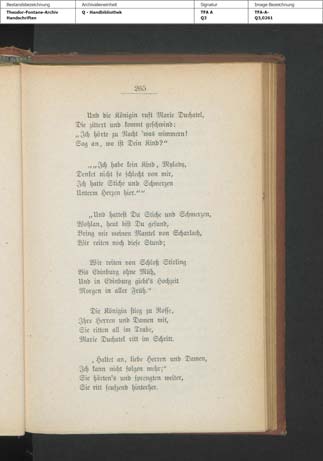 Bestandsbezeichnung Archivalieneinheit Signatur Image Bezeichnung
Theodor-Fontane-Archiv Q - Handbibliothek TFA A TFA-A-
Handschriften Q3 Q3,0261
265
Und die Königin ruft Marie Duchatel,
Die zittert und kommt geschwind:
„Ich hörte zu Nacht 'was wimmern!
Sag an, wo ist Dein Kind?“
„„Ich habe kein Kind, Mylady,
Denket nicht so schlecht von mir,
Ich hatte Stiche und Schmerzen
Unterm Herzen hier.““
„Und hattest Du Stiche und Schmerzen,
Wohlan, heut bist Du gesund,
Bring mir meinen Mantel von Scharlach,
Wir reiten noch diese Stund;
Wir reiten von Schloß Stirling
Bis Edinburg ohne Müh,
Und in Edinburg giebt's Hochzeit
Morgen in aller Früh.“
Die Königin stieg zu Rosse,
Ihre Herren und Damen mit,
Sie ritten all im Trabe,
Marie Duchatel ritt im Schritt.
„Haltet an, liebe Herren und Damen,
Ich kann nicht folgen mehr;“
Sie hörten's und sprengten weiter,
Sie ritt seufzend hinterher.